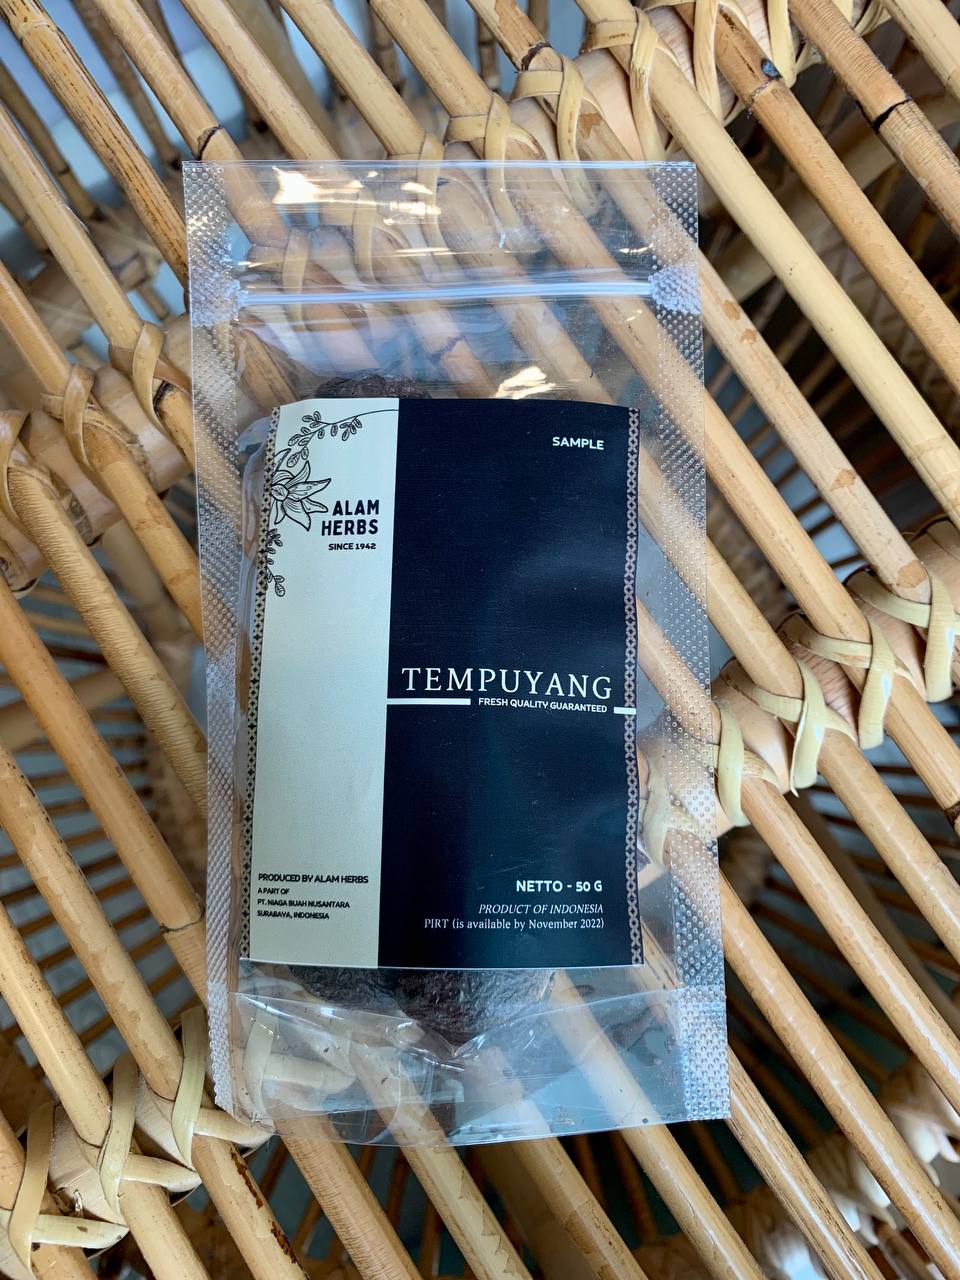 SAMPLE
ALAM
HERBS
SINCE 1942
TEMPUYANG
FRESH QUALITY GUARANTEED
PRODUCED BY ALAM HERBS
A PART OF
PT. NIAGA BUAH NUSANTARA
SURABAYA, INDONESIA
NETTO - 50 G
PRODUCT OF INDONESIA
PIRT (is available by November 2022)